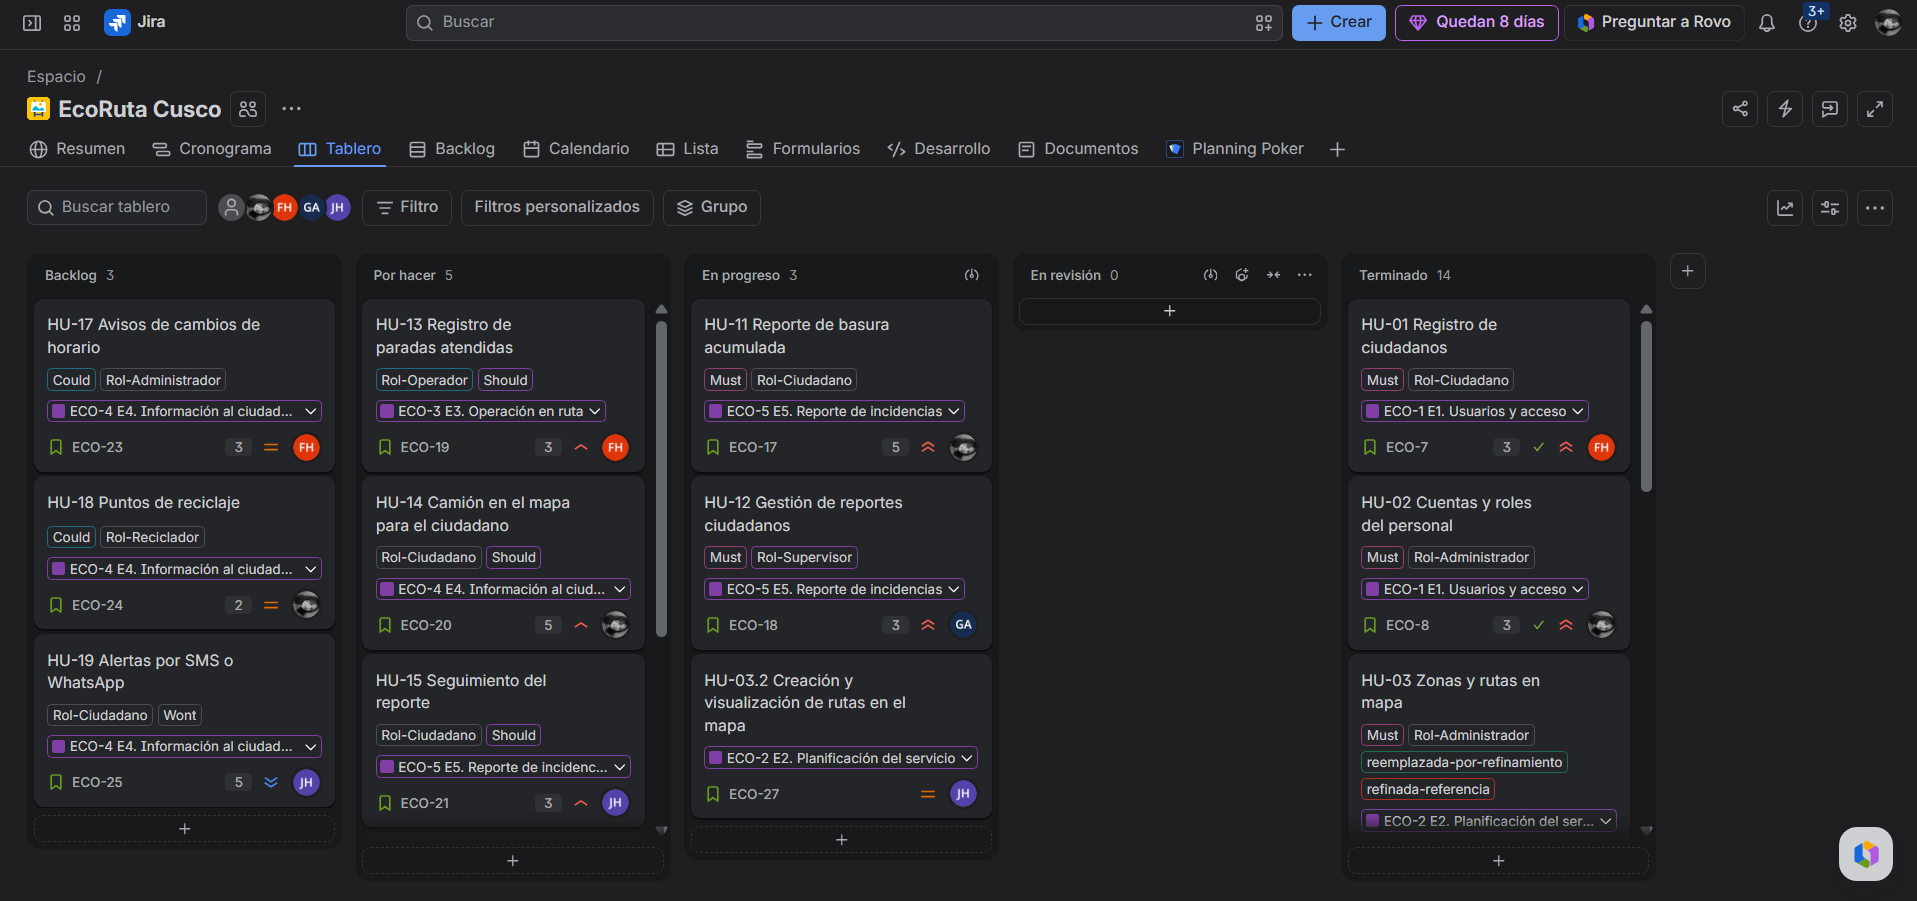 Jira
Buscar
Crear
Quedan 8 días
Preguntar a Rovo
3+
Espacio /
EcoRuta Cusco
Resumen
Cronograma
Tablero
Backlog
Calendario
Lista
Formularios
Desarrollo
Documentos
Planning Poker
Buscar tablero
FH
GA
JH
Filtro
Filtros personalizados
Grupo
Backlog 3
HU-17 Avisos de cambios de
horario
Could Rol-Administrador
ECO-4 E4. Información al ciudad...
ECO-23 3 FH
HU-18 Puntos de reciclaje
Could Rol-Reciclador
ECO-4 E4. Información al ciudad...
ECO-24 2
HU-19 Alertas por SMS o
WhatsApp
Rol-Ciudadano Wont
ECO-4 E4. Información al ciudad...
ECO-25 5 JH
Por hacer 5
HU-13 Registro de
paradas atendidas
Rol-Operador Should
ECO-3 E3. Operación en ruta
ECO-19 3 FH
HU-14 Camión en el mapa
para el ciudadano
Rol-Ciudadano Should
ECO-4 E4. Información al ciud...
ECO-20 5
HU-15 Seguimiento del
reporte
Rol-Ciudadano Should
ECO-5 E5. Reporte de incidenc...
ECO-21 3 JH
En progreso 3
HU-11 Reporte de basura
acumulada
Must Rol-Ciudadano
ECO-5 E5. Reporte de incidencias
ECO-17 5
HU-12 Gestión de reportes
ciudadanos
Must Rol-Supervisor
ECO-5 E5. Reporte de incidencias
ECO-18 3 GA
HU-03.2 Creación y
visualización de rutas en el
mapa
ECO-2 E2. Planificación del servicio
ECO-27 JH
En revisión 0
Terminado 14
HU-01 Registro de
ciudadanos
Must Rol-Ciudadano
ECO-1 E1. Usuarios y acceso
ECO-7 3 FH
HU-02 Cuentas y roles
del personal
Must Rol-Administrador
ECO-1 E1. Usuarios y acceso
ECO-8 3
HU-03 Zonas y rutas en
mapa
Must Rol-Administrador
reemplazada-por-refinamiento
refinada-referencia
ECO-2 E2. Planificación del ser...